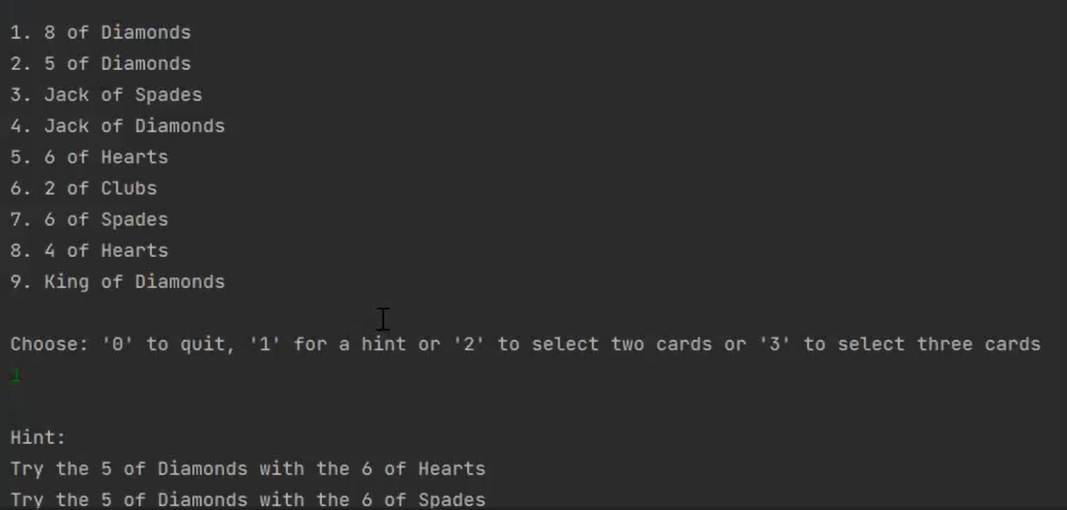 1. 8 of Diamonds
2. 5 of Diamonds
3. Jack of Spades
4. Jack of Diamonds
5. 6 of Hearts
6. 2 of Clubs
7. 6 of Spades
8. 4 of Hearts
9. King of Diamonds
Choose: '0' to quit, '1' for a hint or '2' to select two cards or '3' to select three cards
1
Hint:
Try the 5 of Diamonds with the 6 of Hearts
Try the 5 of Diamonds with the 6 of Spades